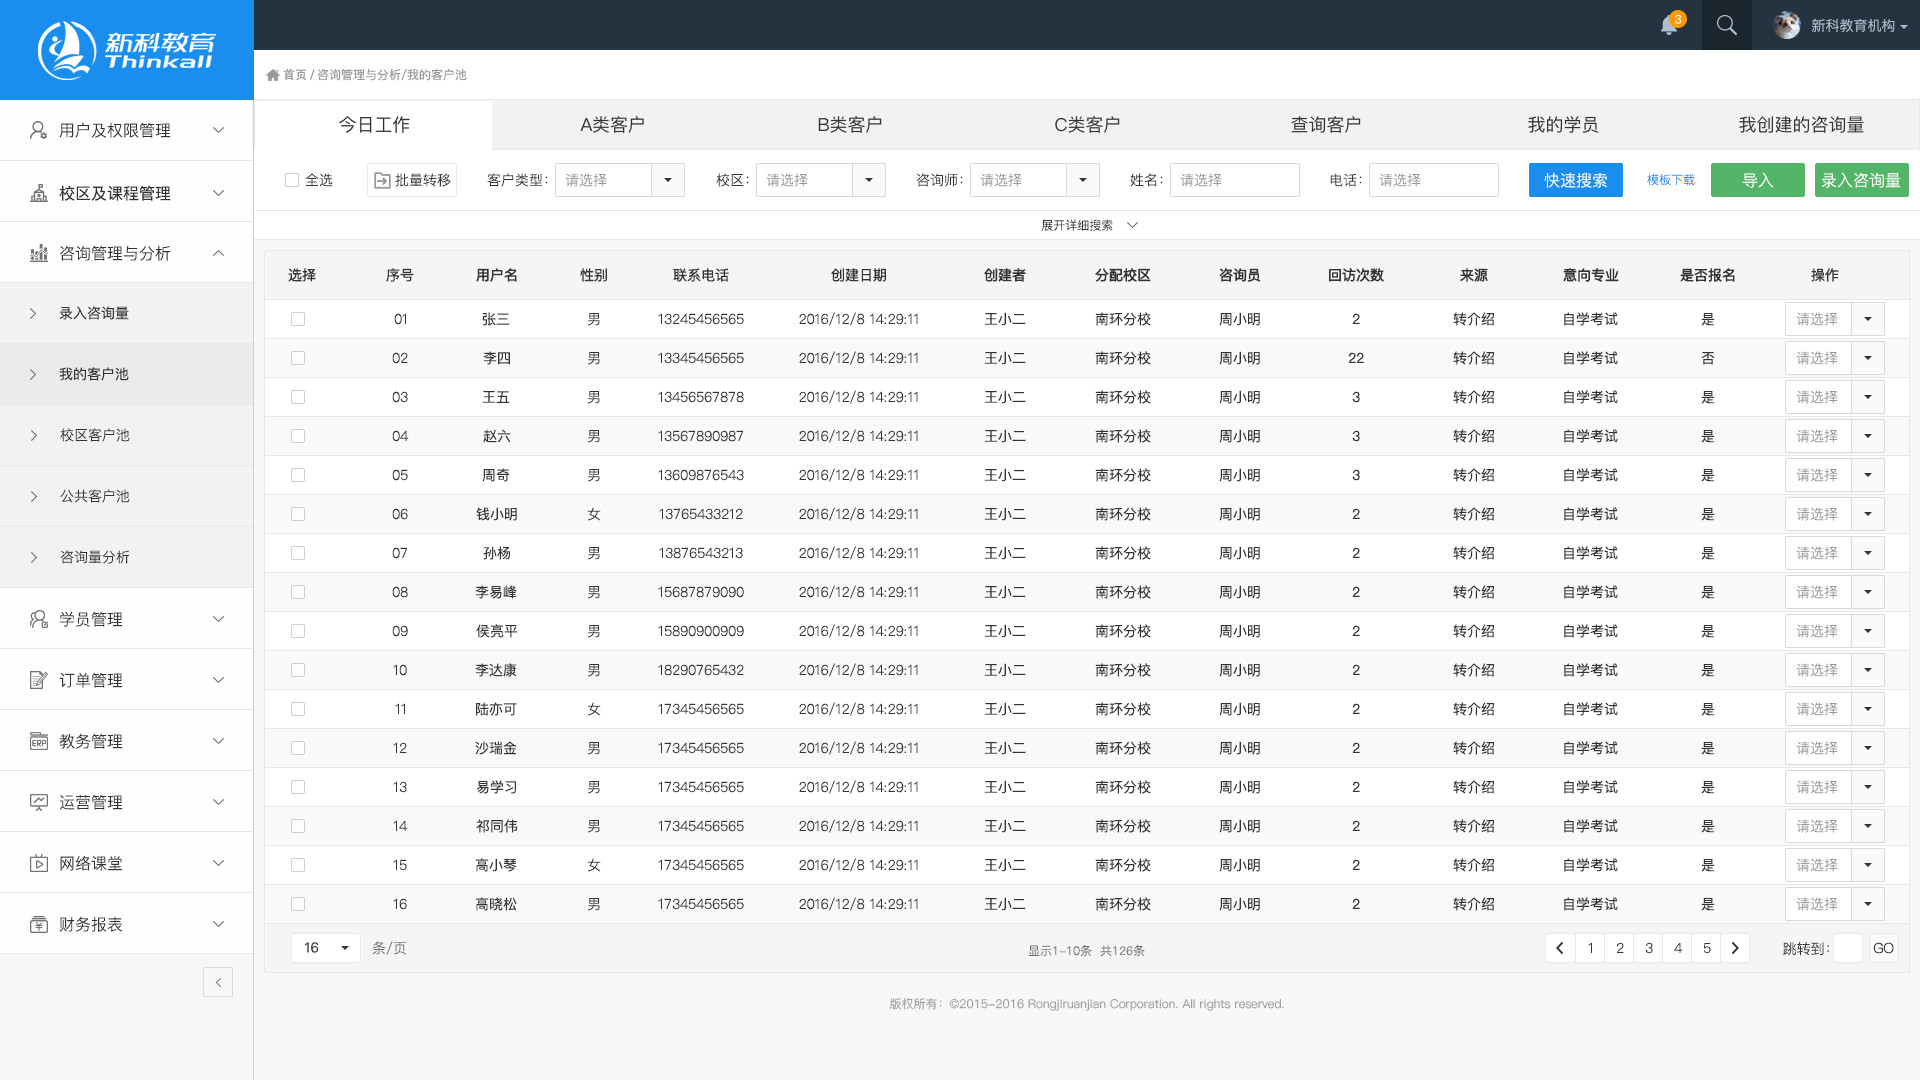 新科教育
Thinkall
3
新科教育机构
首页 / 咨询管理与分析/我的客户池
用户及权限管理
校区及课程管理
咨询管理与分析
录入咨询量
我的客户池
校区客户池
公共客户池
咨询量分析
学员管理
订单管理
教务管理
运营管理
网络课堂
财务报表
今日工作 A类客户 B类客户 C类客户 查询客户 我的学员 我创建的咨询量
全选 批量转移 客户类型: 请选择 校区: 请选择 咨询师: 请选择 姓名: 请选择 电话: 请选择 快速搜索 模板下载 导入 录入咨询量
展开详细搜索
选择 序号 用户名 性别 联系电话 创建日期 创建者 分配校区 咨询员 回访次数 来源 意向专业 是否报名 操作
01 张三 男 13245456565 2016/12/8 14:29:11 王小二 南环分校 周小明 2 转介绍 自学考试 是 请选择
02 李四 男 13345456565 2016/12/8 14:29:11 王小二 南环分校 周小明 22 转介绍 自学考试 否 请选择
03 王五 男 13456567878 2016/12/8 14:29:11 王小二 南环分校 周小明 3 转介绍 自学考试 是 请选择
04 赵六 男 13567890987 2016/12/8 14:29:11 王小二 南环分校 周小明 3 转介绍 自学考试 是 请选择
05 周奇 男 13609876543 2016/12/8 14:29:11 王小二 南环分校 周小明 3 转介绍 自学考试 是 请选择
06 钱小明 女 13765433212 2016/12/8 14:29:11 王小二 南环分校 周小明 2 转介绍 自学考试 是 请选择
07 孙杨 男 13876543213 2016/12/8 14:29:11 王小二 南环分校 周小明 2 转介绍 自学考试 是 请选择
08 李易峰 男 15687879090 2016/12/8 14:29:11 王小二 南环分校 周小明 2 转介绍 自学考试 是 请选择
09 侯亮平 男 15890900909 2016/12/8 14:29:11 王小二 南环分校 周小明 2 转介绍 自学考试 是 请选择
10 李达康 男 18290765432 2016/12/8 14:29:11 王小二 南环分校 周小明 2 转介绍 自学考试 是 请选择
11 陆亦可 女 17345456565 2016/12/8 14:29:11 王小二 南环分校 周小明 2 转介绍 自学考试 是 请选择
12 沙瑞金 男 17345456565 2016/12/8 14:29:11 王小二 南环分校 周小明 2 转介绍 自学考试 是 请选择
13 易学习 男 17345456565 2016/12/8 14:29:11 王小二 南环分校 周小明 2 转介绍 自学考试 是 请选择
14 祁同伟 男 17345456565 2016/12/8 14:29:11 王小二 南环分校 周小明 2 转介绍 自学考试 是 请选择
15 高小琴 女 17345456565 2016/12/8 14:29:11 王小二 南环分校 周小明 2 转介绍 自学考试 是 请选择
16 高晓松 男 17345456565 2016/12/8 14:29:11 王小二 南环分校 周小明 2 转介绍 自学考试 是 请选择
16 条/页 显示1-10条 共126条 1 2 3 4 5 跳转到: GO
版权所有: ©2015-2016 Rongjiruanjian Corporation. All rights reserved.